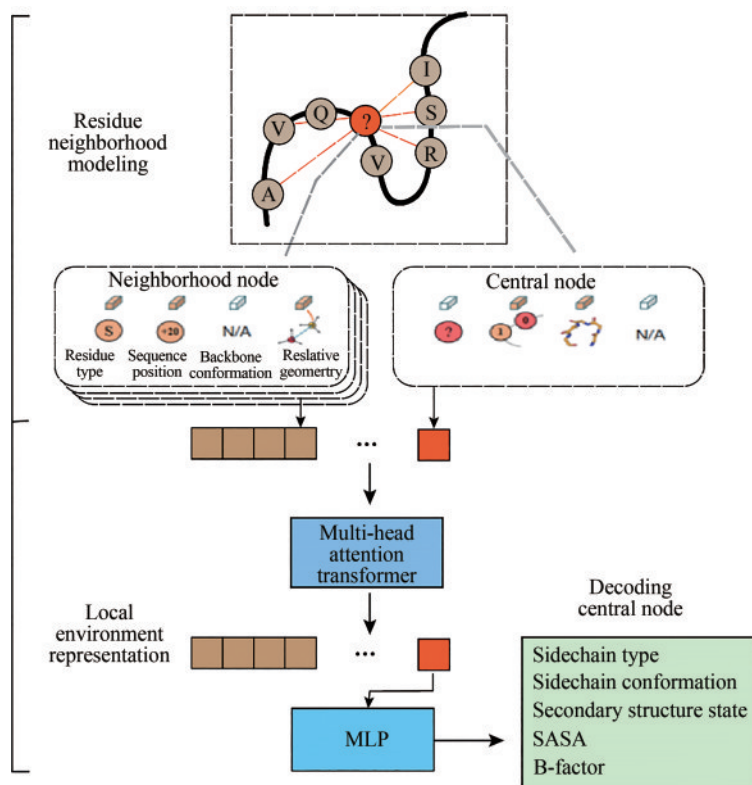 I
Q
?
S
V
V
R
A
Residue
neighborhood
modeling
Neighborhood node
S
+20
N/A
Residue
type
Sequence
position
Backbone
conformation
Reslative
geometry
Central node
?
1
0
N/A
...
Multi-head
attention
transformer
Local
environment
representation
...
MLP
Decoding
central node
Sidechain type
Sidechain conformation
Secondary structure state
SASA
B-factor